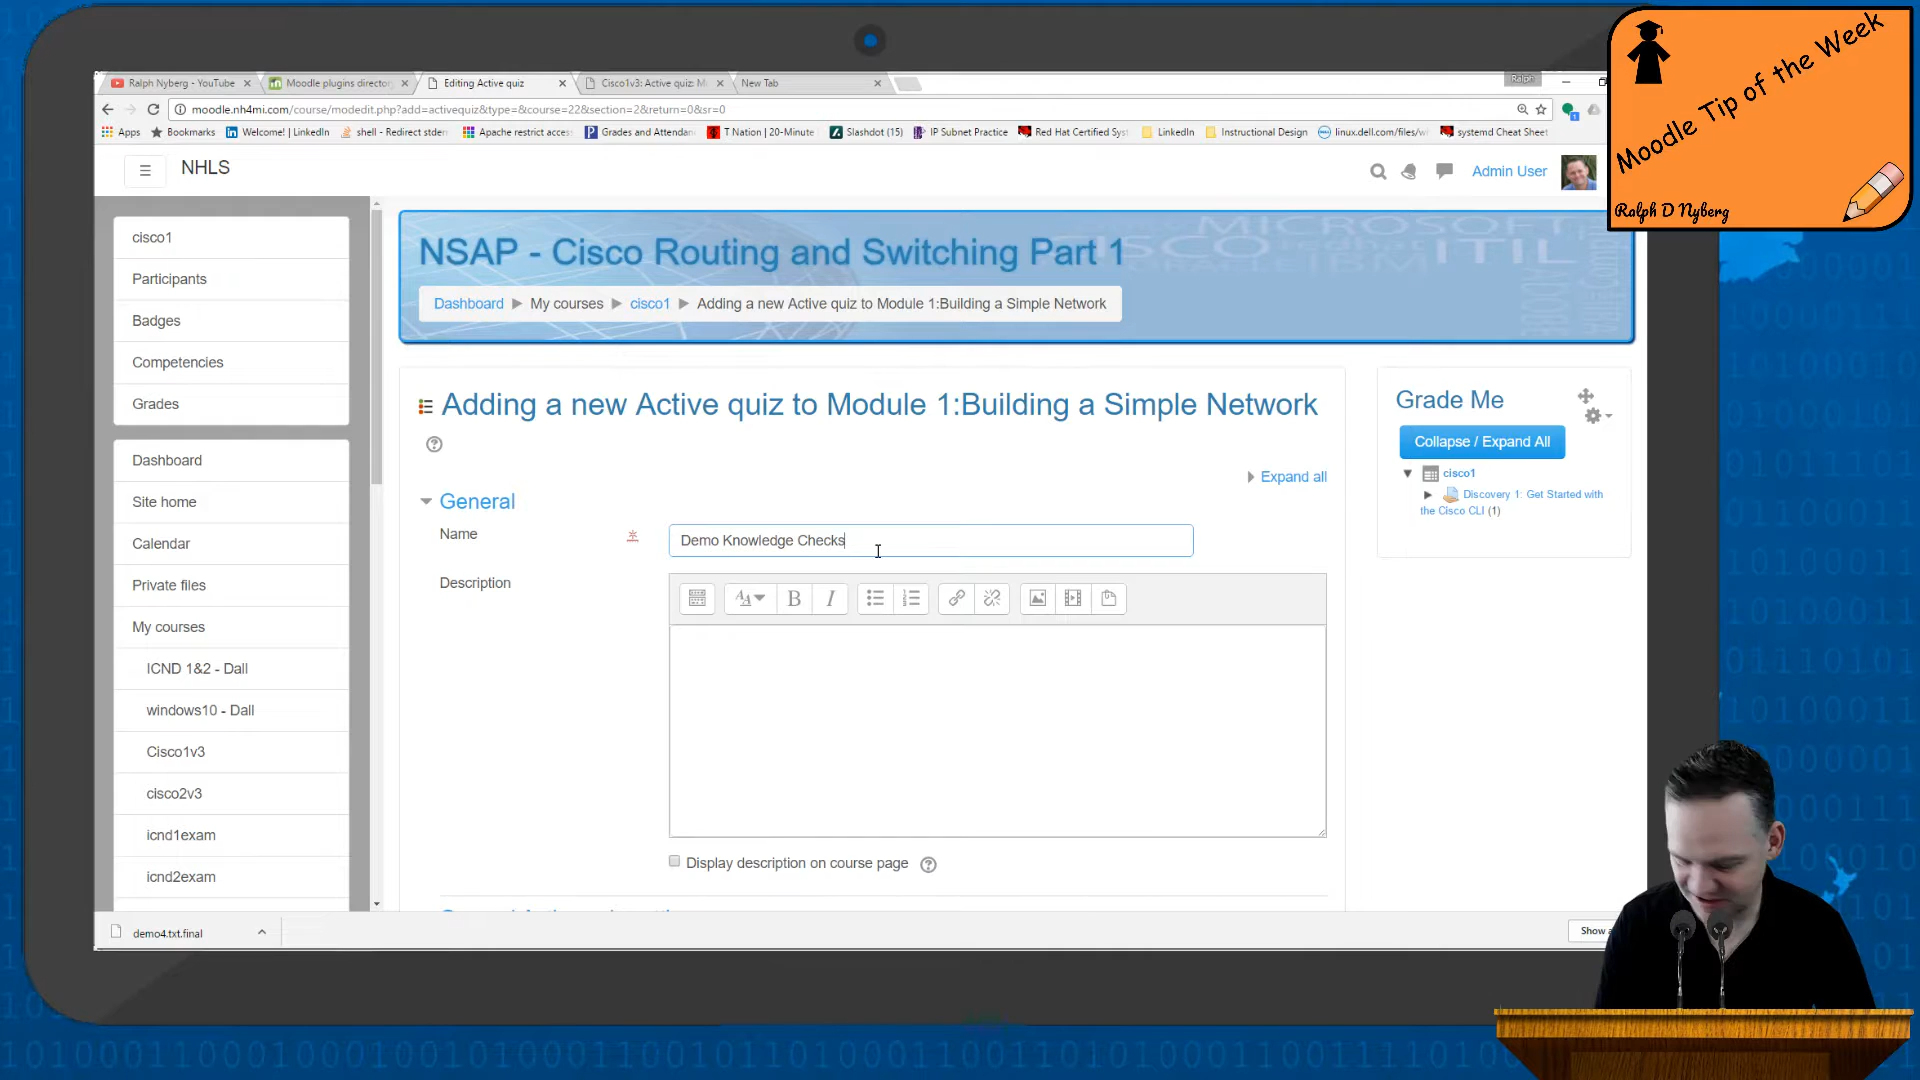 Moodle Tip of the Week
Ralph D Nyberg
Ralph Nyberg - YouTube
Moodle plugins director
Editing Active quiz
Cisco1v3: Active quiz: M
New Tab
Ralph
moodle.nh4mi.com/course/modedit.php?add=activequiz&type=&course=22&section=2&return=0&sr=0
Apps
Bookmarks
Welcome! | LinkedIn
shell - Redirect stderr
Apache restrict acces
Grades and Attendan
T Nation | 20-Minute
Slashdot (15)
IP Subnet Practice
Red Hat Certified Sys
LinkedIn
Instructional Design
linux.dell.com/files/w
systemd Cheat Sheet
NHLS
Admin User
cisco1
Participants
Badges
Competencies
Grades
Dashboard
Site home
Calendar
Private files
My courses
ICND 1&2 - Dall
windows10 - Dall
Cisco1v3
cisco2v3
icnd1exam
icnd2exam
NSAP - Cisco Routing and Switching Part 1
MICROSOFT
CISCO
ITIL
IBM
Dashboard ▶ My courses ▶ cisco1 ▶ Adding a new Active quiz to Module 1:Building a Simple Network
Adding a new Active quiz to Module 1:Building a Simple Network
Expand all
General
Name
Demo Knowledge Checks
Description
Display description on course page
Grade Me
Collapse / Expand All
cisco1
Discovery 1: Get Started with
the Cisco CLI (1)
demo4.txt.final
Show